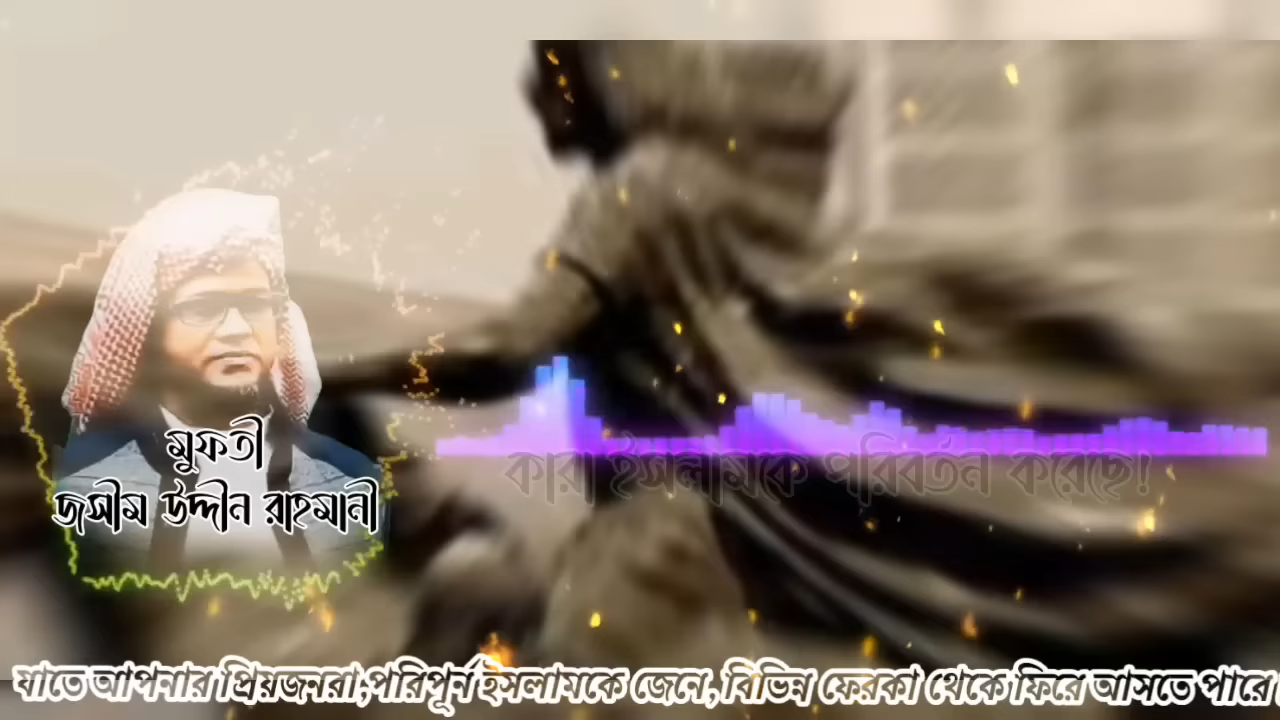 মুফতী
জসীম উদ্দীন রাহমানী
কারা ইসলামকে পরিবর্তন করেছে!
যাতে আপনার প্রিয়জনরা,পরিপূর্ন ইসলামকে জেনে, বিভিন্ন ফেরকা থেকে ফিরে আসতে পারে